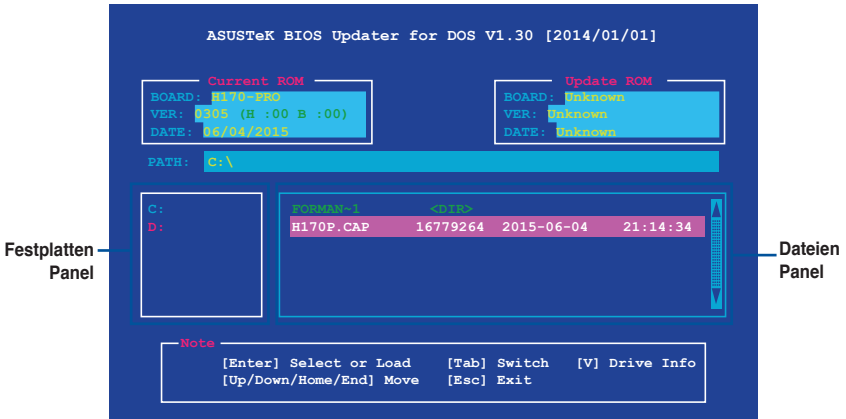 ASUSTeK BIOS Updater for DOS V1.30 [2014/01/01]
Current ROM
BOARD: H170-PRO
VER: 0305 (H :00 B :00)
DATE: 06/04/2015
Update ROM
BOARD: Unknown
VER: Unknown
DATE: Unknown
PATH: C:\
C:
D:
FORMAN~1 <DIR>
H170P.CAP 16779264 2015-06-04 21:14:34
Festplatten
Panel
Dateien
Panel
Note
[Enter] Select or Load [Tab] Switch [V] Drive Info
[Up/Down/Home/End] Move [Esc] Exit